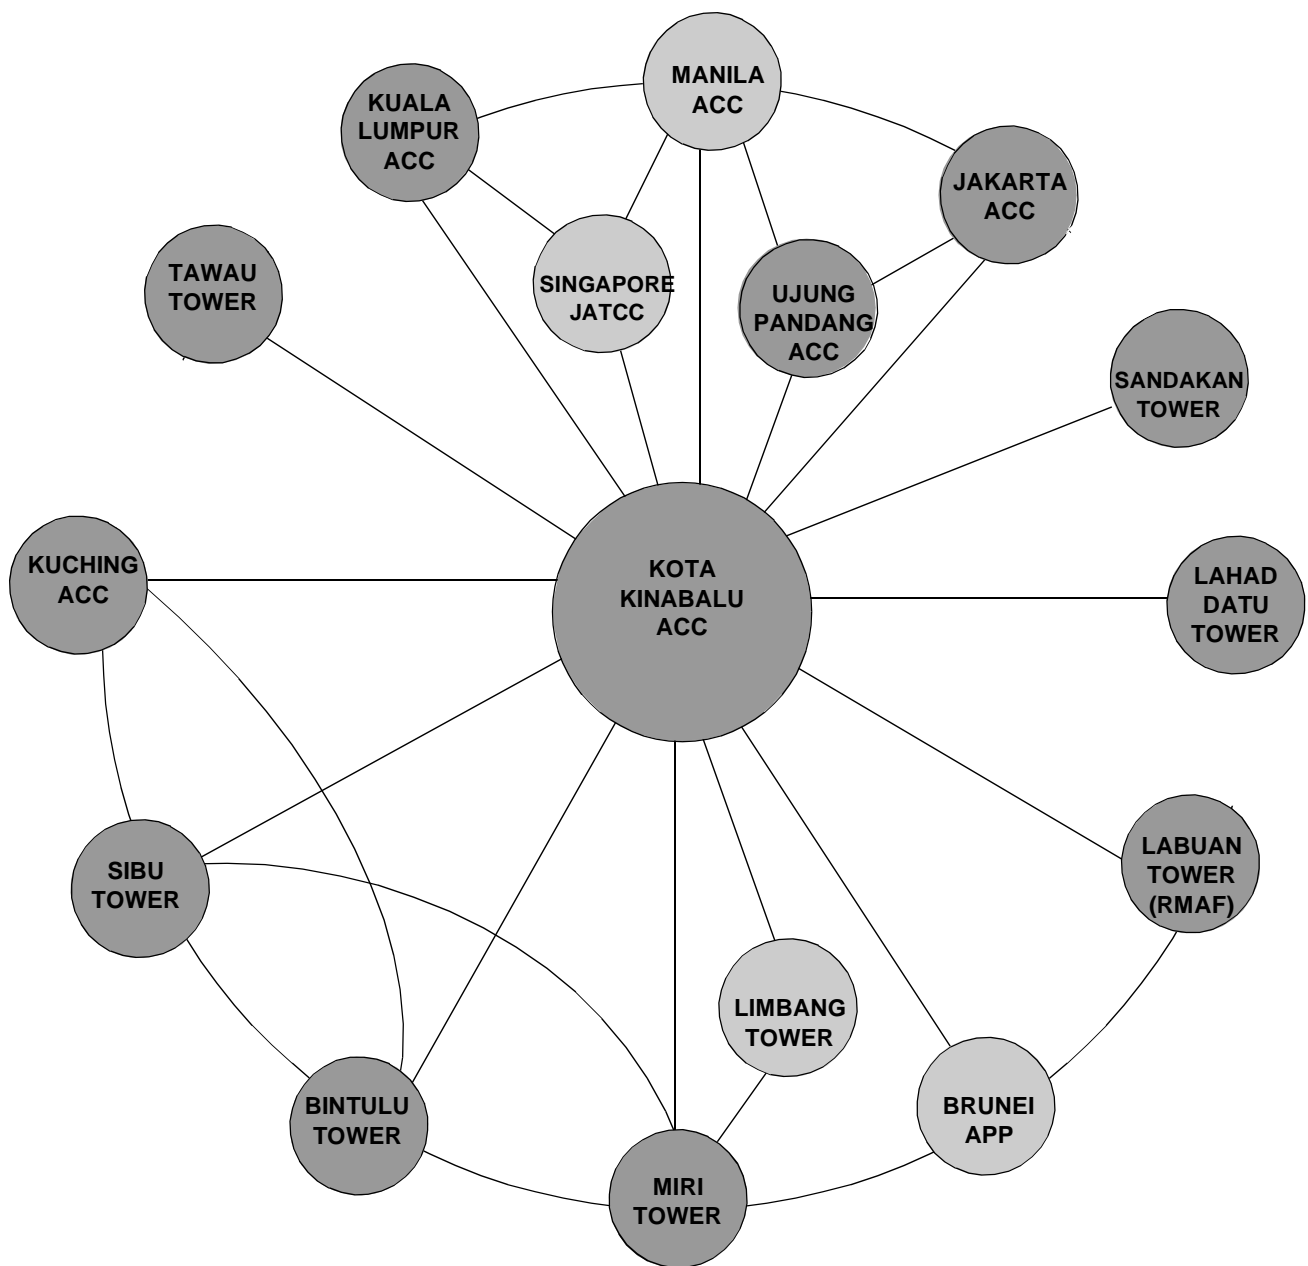 MANILA
ACC
KUALA
LUMPUR
ACC
JAKARTA
ACC
SINGAPORE
JATCC
UJUNG
PANDANG
ACC
TAWAU
TOWER
SANDAKAN
TOWER
KUCHING
ACC
KOTA
KINABALU
ACC
LAHAD
DATU
TOWER
SIBU
TOWER
LABUAN
TOWER
(RMAF)
LIMBANG
TOWER
BINTULU
TOWER
BRUNEI
APP
MIRI
TOWER